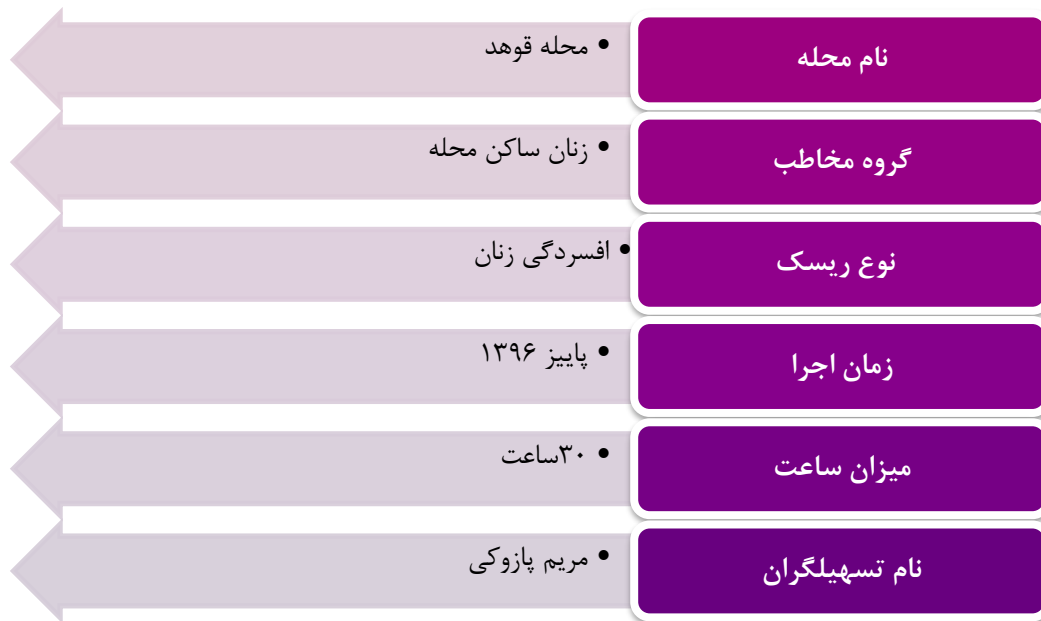 نام محله
• محله قوهد
گروه مخاطب
• زنان ساکن محله
نوع ریسک
• افسردگی زنان
زمان اجرا
• پاییز ۱۳۹۶
میزان ساعت
• ۳۰ساعت
نام تسهیلگران
• مریم پازوکی